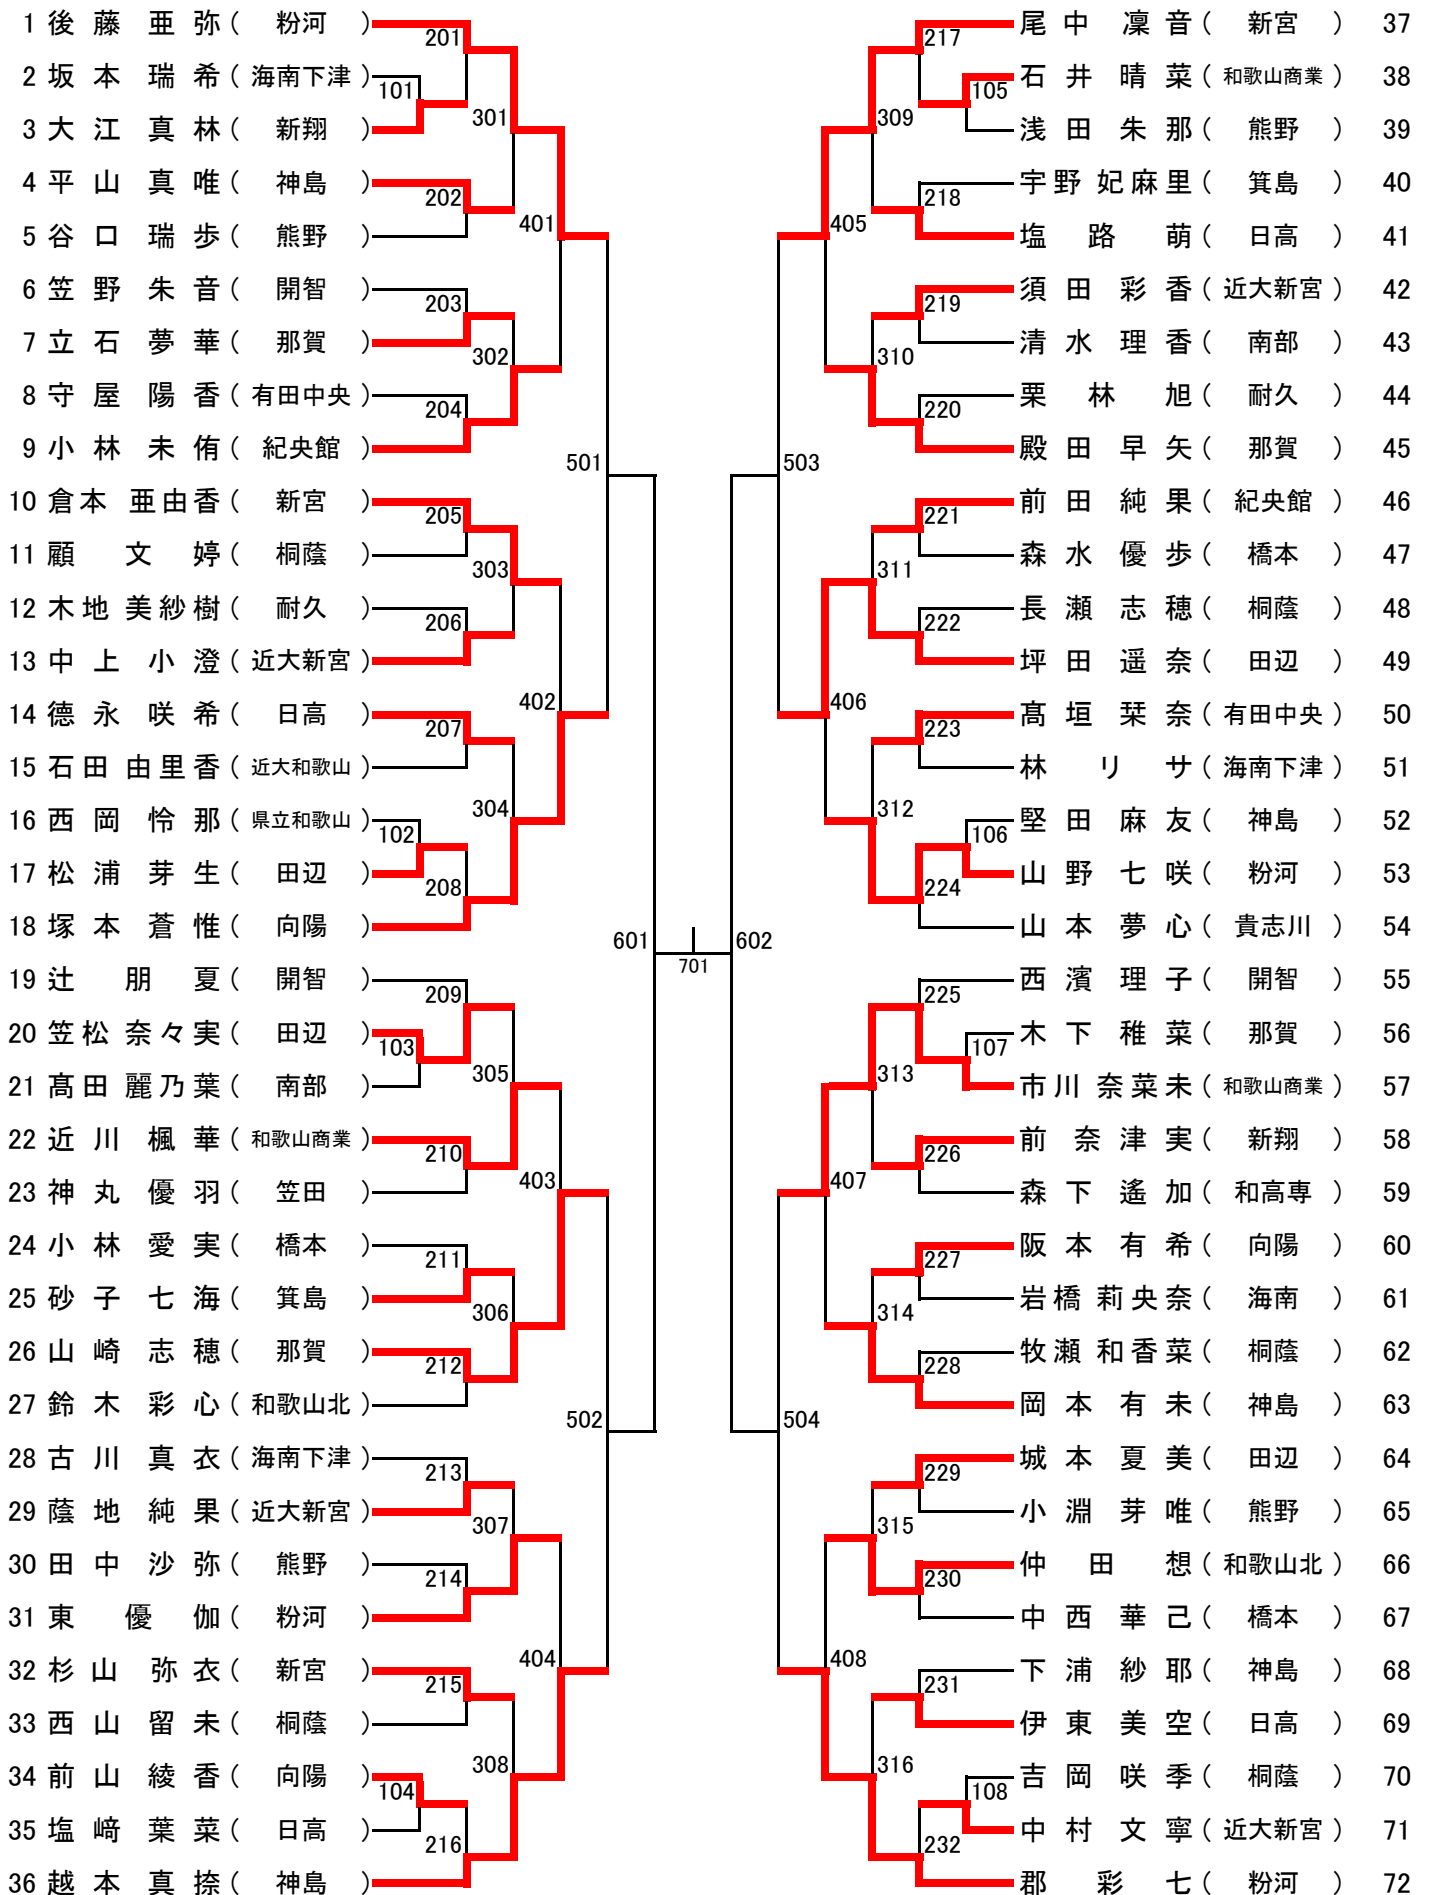 1 後藤 亜弥 ( 粉河 )
2 坂本 瑞希 ( 海南下津 )
3 大江 真林 ( 新翔 )
4 平山 真唯 ( 神島 )
5 谷口 瑞歩 ( 熊野 )
6 笠野 朱音 ( 開智 )
7 立石 夢華 ( 那賀 )
8 守屋 陽香 ( 有田中央 )
9 小林 未侑 ( 紀央館 )
10 倉本 亜由香 ( 新宮 )
11 顧 文婷 ( 桐蔭 )
12 木地 美紗樹 ( 耐久 )
13 中上 小澄 ( 近大新宮 )
14 德永 咲希 ( 日高 )
15 石田 由里香 ( 近大和歌山 )
16 西岡 怜那 ( 県立和歌山 )
17 松浦 芽生 ( 田辺 )
18 塚本 蒼惟 ( 向陽 )
19 辻 朋夏 ( 開智 )
20 笠松 奈々実 ( 田辺 )
21 髙田 麗乃葉 ( 南部 )
22 近川 楓華 ( 和歌山商業 )
23 神丸 優羽 ( 笠田 )
24 小林 愛実 ( 橋本 )
25 砂子 七海 ( 箕島 )
26 山崎 志穂 ( 那賀 )
27 鈴木 彩心 ( 和歌山北 )
28 古川 真衣 ( 海南下津 )
29 蔭地 純果 ( 近大新宮 )
30 田中 沙弥 ( 熊野 )
31 東 優伽 ( 粉河 )
32 杉山 弥衣 ( 新宮 )
33 西山 留未 ( 桐蔭 )
34 前山 綾香 ( 向陽 )
35 塩﨑 葉菜 ( 日高 )
36 越本 真捺 ( 神島 )
101
102
103
104
201
202
203
204
205
206
207
208
209
210
211
212
213
214
215
216
301
302
303
304
305
306
307
308
401
402
403
404
501
502
601
701
602
503
504
405
406
407
408
309
310
311
312
313
314
315
316
217
218
219
220
221
222
223
224
225
226
227
228
229
230
231
232
105
106
107
108
尾中 凜音 ( 新宮 ) 37
石井 晴菜 ( 和歌山商業 ) 38
浅田 朱那 ( 熊野 ) 39
宇野 妃麻里 ( 箕島 ) 40
塩路 萌 ( 日高 ) 41
須田 彩香 ( 近大新宮 ) 42
清水 理香 ( 南部 ) 43
栗林 旭 ( 耐久 ) 44
殿田 早矢 ( 那賀 ) 45
前田 純果 ( 紀央館 ) 46
森水 優歩 ( 橋本 ) 47
長瀬 志穂 ( 桐蔭 ) 48
坪田 遥奈 ( 田辺 ) 49
髙垣 栞奈 ( 有田中央 ) 50
林 リサ ( 海南下津 ) 51
堅田 麻友 ( 神島 ) 52
山野 七咲 ( 粉河 ) 53
山本 夢心 ( 貴志川 ) 54
西濱 理子 ( 開智 ) 55
木下 稚菜 ( 那賀 ) 56
市川 奈菜未 ( 和歌山商業 ) 57
前 奈津実 ( 新翔 ) 58
森下 遙加 ( 和高専 ) 59
阪本 有希 ( 向陽 ) 60
岩橋 莉央奈 ( 海南 ) 61
牧瀬 和香菜 ( 桐蔭 ) 62
岡本 有未 ( 神島 ) 63
城本 夏美 ( 田辺 ) 64
小淵 芽唯 ( 熊野 ) 65
仲田 想 ( 和歌山北 ) 66
中西 華己 ( 橋本 ) 67
下浦 紗耶 ( 神島 ) 68
伊東 美空 ( 日高 ) 69
吉岡 咲季 ( 桐蔭 ) 70
中村 文寧 ( 近大新宮 ) 71
郡 彩七 ( 粉河 ) 72